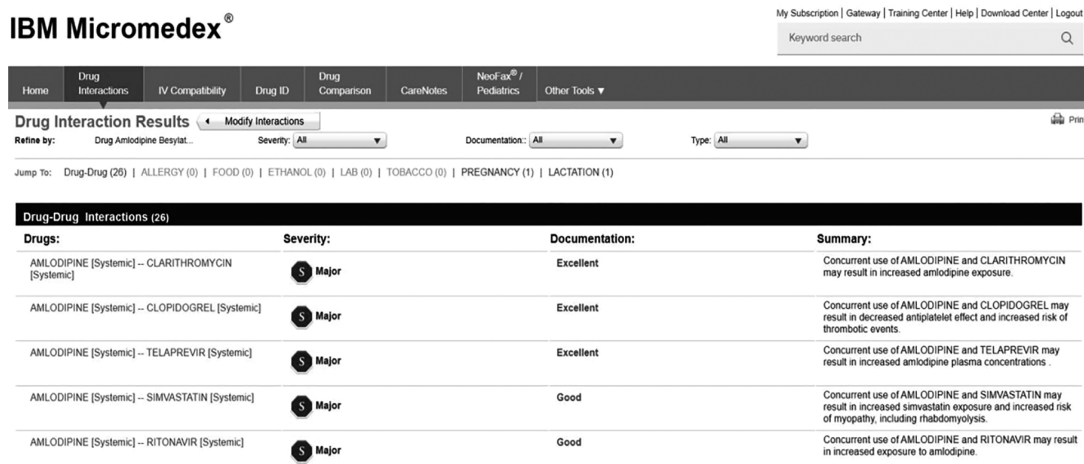 My Subscription | Gateway | Training Center | Help | Download Center | Logout
IBM Micromedex®
Keyword search
Home
Drug Interactions
IV Compatibility
Drug ID
Drug Comparison
CareNotes
NeoFax® / Pediatrics
Other Tools ▼
Drug Interaction Results
Modify Interactions
Prin
Refine by: Drug Amlodipine Besylat... Severity: All Documentation:: All Type: All
Jump To: Drug-Drug (26) | ALLERGY (0) | FOOD (0) | ETHANOL (0) | LAB (0) | TOBACCO (0) | PREGNANCY (1) | LACTATION (1)
Drug-Drug Interactions (26)
Drugs: Severity: Documentation: Summary:
AMLODIPINE [Systemic] -- CLARITHROMYCIN
[Systemic]
S Major
Excellent
Concurrent use of AMLODIPINE and CLARITHROMYCIN
may result in increased amlodipine exposure.
AMLODIPINE [Systemic] -- CLOPIDOGREL [Systemic]
S Major
Excellent
Concurrent use of AMLODIPINE and CLOPIDOGREL may
result in decreased antiplatelet effect and increased risk of
thrombotic events.
AMLODIPINE [Systemic] -- TELAPREVIR [Systemic]
S Major
Excellent
Concurrent use of AMLODIPINE and TELAPREVIR may
result in increased amlodipine plasma concentrations .
AMLODIPINE [Systemic] -- SIMVASTATIN [Systemic]
S Major
Good
Concurrent use of AMLODIPINE and SIMVASTATIN may
result in increased simvastatin exposure and increased risk
of myopathy, including rhabdomyolysis.
AMLODIPINE [Systemic] -- RITONAVIR [Systemic]
S Major
Good
Concurrent use of AMLODIPINE and RITONAVIR may result
in increased exposure to amlodipine.